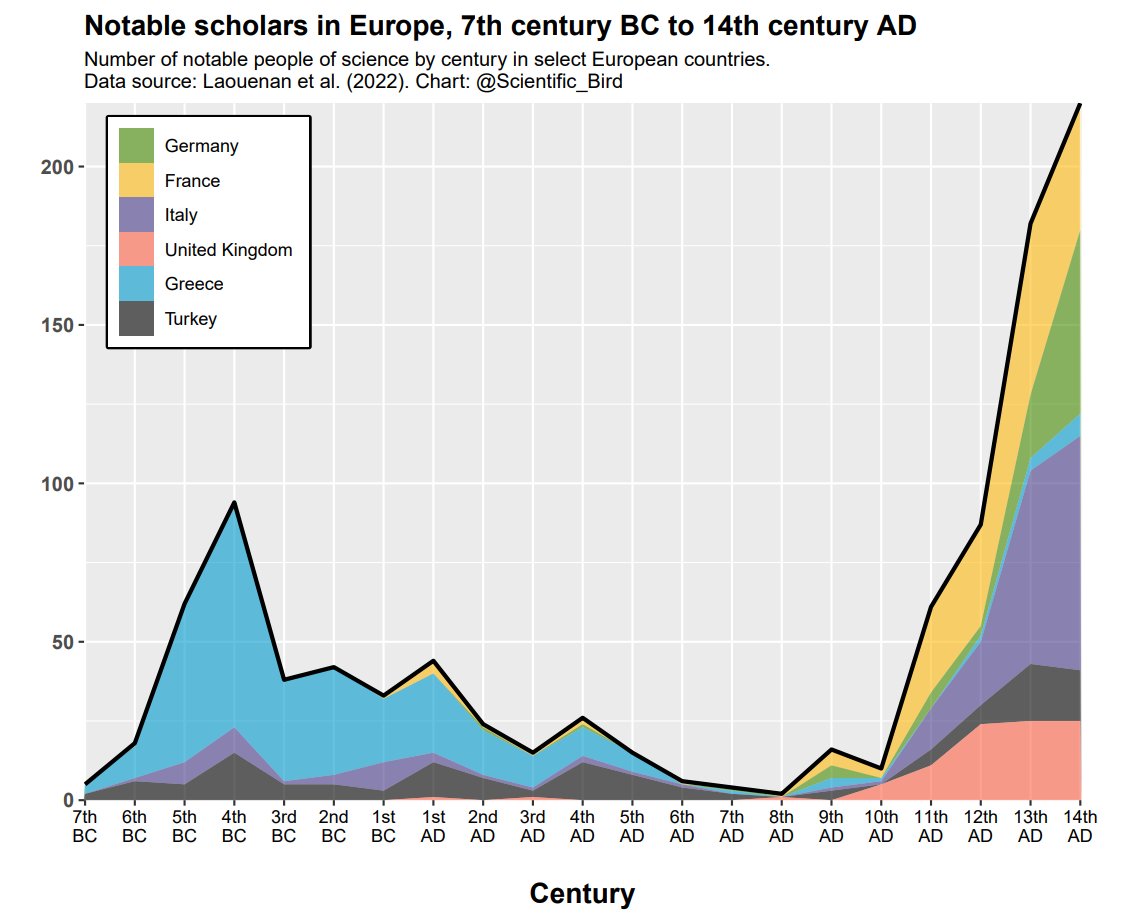 Notable scholars in Europe, 7th century BC to 14th century AD
Number of notable people of science by century in select European countries.
Data source: Laouenan et al. (2022). Chart: @Scientific_Bird
Germany
France
Italy
United Kingdom
Greece
Turkey
200
150
100
50
0
7th 6th 5th 4th 3rd 2nd 1st 1st 2nd 3rd 4th 5th 6th 7th 8th 9th 10th 11th 12th 13th 14th
BC BC BC BC BC BC BC AD AD AD AD AD AD AD AD AD AD AD AD AD AD
Century